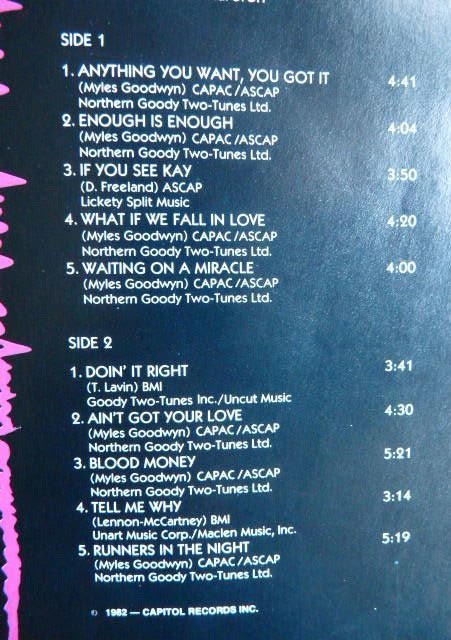 SIDE 1
1. ANYTHING YOU WANT, YOU GOT IT 4:41
(Myles Goodwyn) CAPAC/ASCAP
Northern Goody Two-Tunes Ltd.
2. ENOUGH IS ENOUGH 4:04
(Myles Goodwyn) CAPAC/ASCAP
Northern Goody Two-Tunes Ltd.
3. IF YOU SEE KAY 3:50
(D. Freeland) ASCAP
Lickety Split Music
4. WHAT IF WE FALL IN LOVE 4:20
(Myles Goodwyn) CAPAC/ASCAP
Northern Goody Two-Tunes Ltd.
5. WAITING ON A MIRACLE 4:00
(Myles Goodwyn) CAPAC/ASCAP
Northern Goody Two-Tunes Ltd.
SIDE 2
1. DOIN' IT RIGHT 3:41
(T. Lavin) BMI
Goody Two-Tunes Inc./Uncut Music
2. AIN'T GOT YOUR LOVE 4:30
(Myles Goodwyn) CAPAC/ASCAP
Northern Goody Two-Tunes Ltd.
3. BLOOD MONEY 5:21
(Myles Goodwyn) CAPAC/ASCAP
Northern Goody Two-Tunes Ltd.
4. TELL ME WHY 3:14
(Lennon-McCartney) BMI
Unart Music Corp./Maclen Music, Inc.
5. RUNNERS IN THE NIGHT 5:19
(Myles Goodwyn) CAPAC/ASCAP
Northern Goody Two-Tunes Ltd.
© 1982 — CAPITOL RECORDS INC.